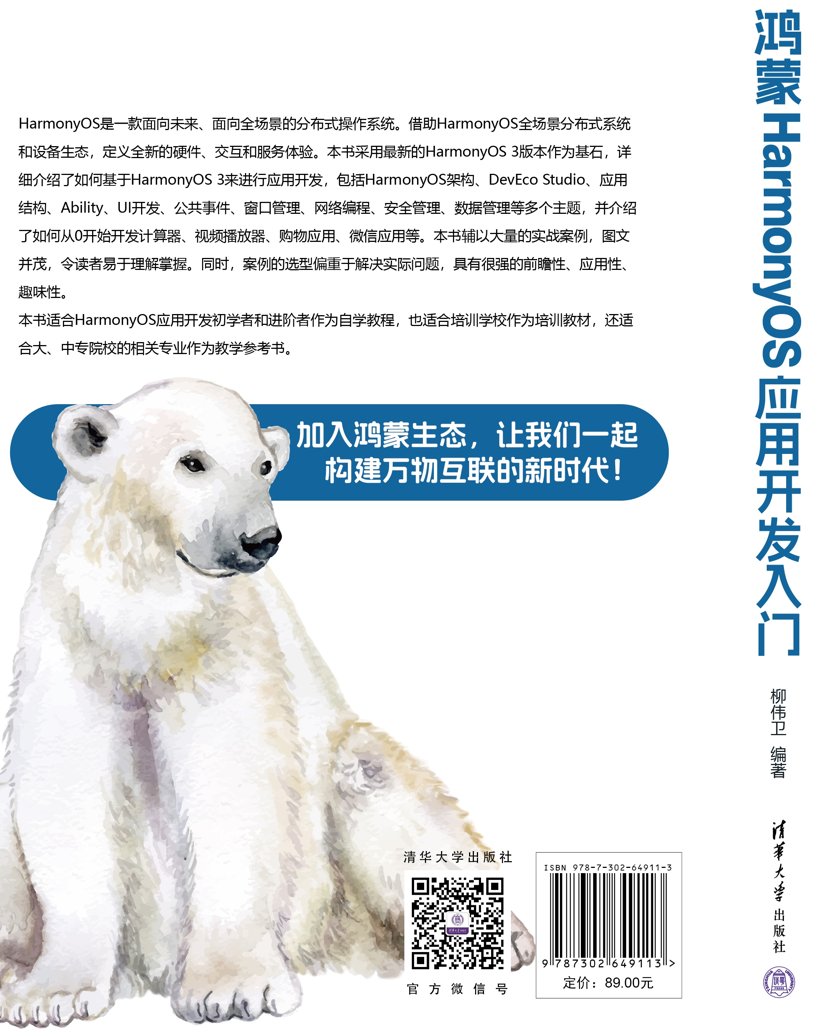 HarmonyOS是一款面向未来、面向全场景的分布式操作系统。借助HarmonyOS全场景分布式系统
和设备生态，定义全新的硬件、交互和服务体验。本书采用最新的HarmonyOS 3版本作为基石，详
细介绍了如何基于HarmonyOS 3来进行应用开发，包括HarmonyOS架构、DevEco Studio、应用
结构、Ability、UI开发、公共事件、窗口管理、网络编程、安全管理、数据管理等多个主题，并介绍
了如何从0开始开发计算器、视频播放器、购物应用、微信应用等。本书辅以大量的实战案例，图文
并茂，令读者易于理解掌握。同时，案例的选型偏重于解决实际问题，具有很强的前瞻性、应用性、
趣味性。
本书适合HarmonyOS应用开发初学者和进阶者作为自学教程，也适合培训学校作为培训教材，还适
合大、中专院校的相关专业作为教学参考书。
加入鸿蒙生态，让我们一起
构建万物互联的新时代！
清华大学出版社
官方微信号
ISBN 978-7-302-64911-3
9 787302 649113 >
定价：89.00元
鸿蒙HarmonyOS应用开发入门
柳伟卫 编著
清华大学出版社